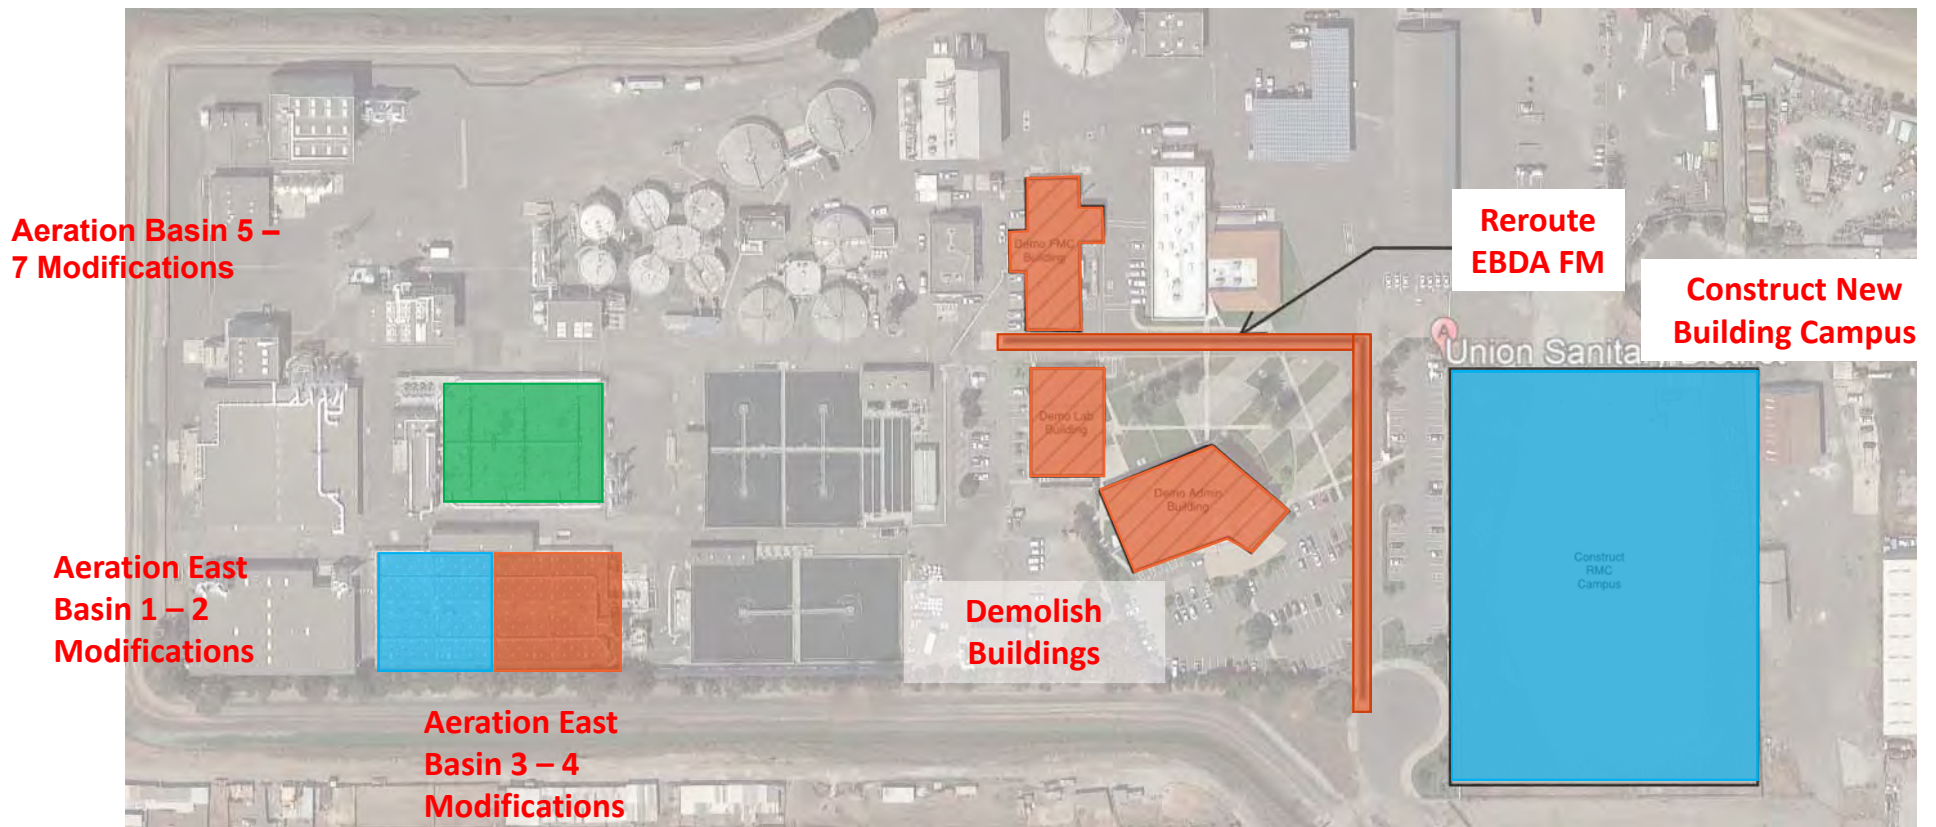 Aeration Basin 5 –
7 Modifications
Demo FMC
Building
Reroute
EBDA FM
Construct New
Building Campus
A
Union Sanita
Demo Lab
Building
Demo Admin
Building
Construct
RMC
Campus
Aeration East
Basin 1 – 2
Modifications
Demolish
Buildings
Aeration East
Basin 3 – 4
Modifications